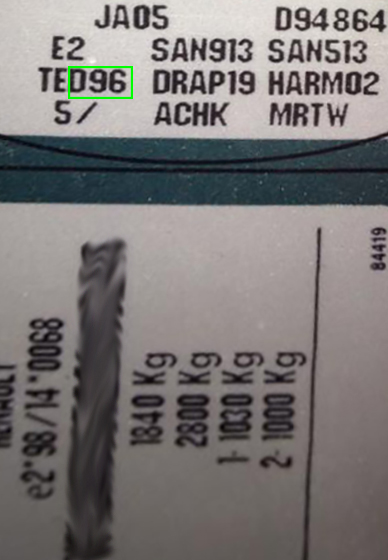 JA05 D94864
E2 SAN913 SAN513
TED96 DRAP19 HARM02
5/ ACHK MRTW
84419
e2*98/14*0068
1840 Kg
2800 Kg
1- 1030 Kg
2- 1000 Kg